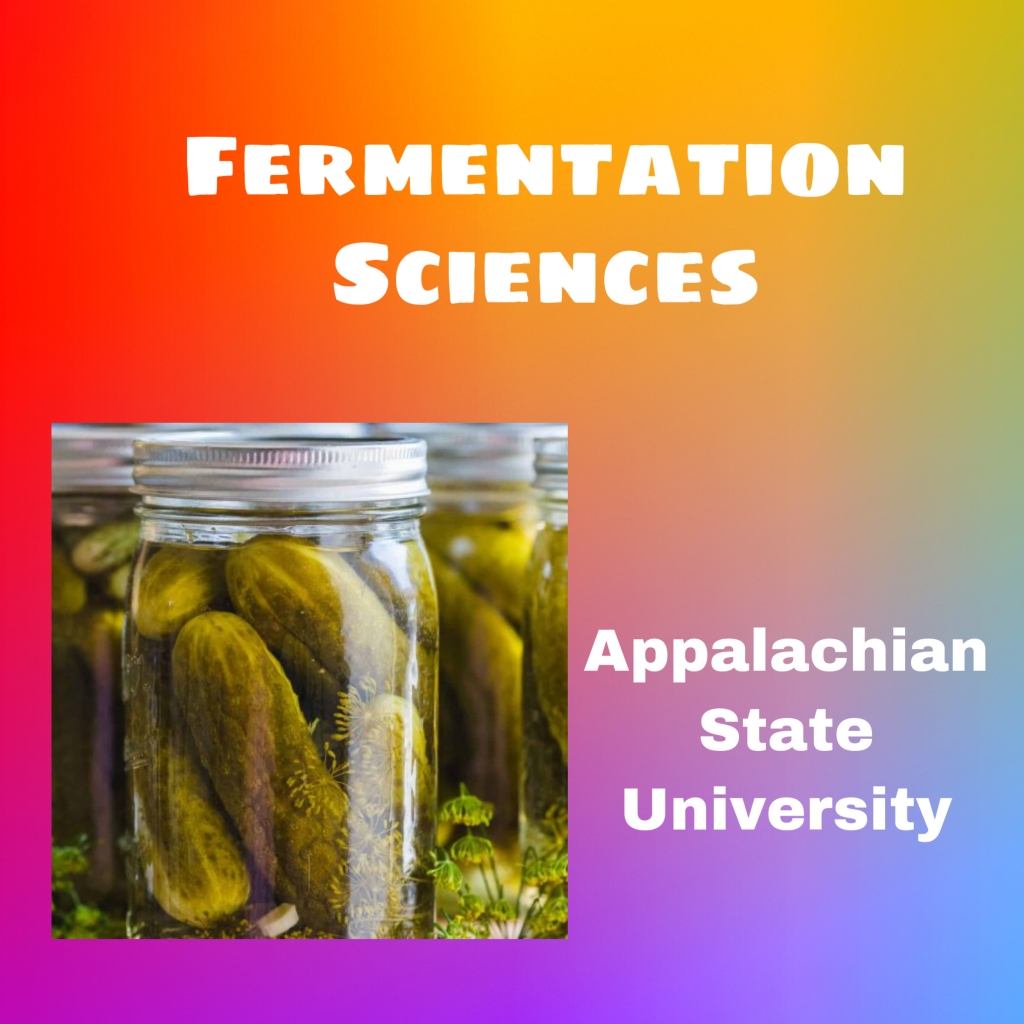 Fermentation
Sciences
Appalachian
State
University